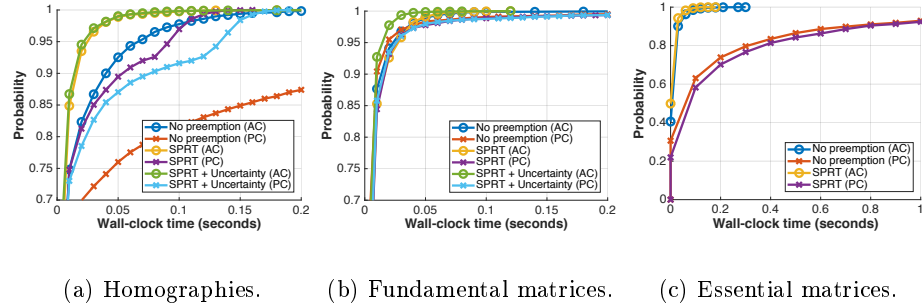 1
0.95
0.9
0.85
0.8
0.75
0.7
Probability
No preemption (AC)
No preemption (PC)
SPRT (AC)
SPRT (PC)
SPRT + Uncertainty (AC)
SPRT + Uncertainty (PC)
0 0.05 0.1 0.15 0.2
Wall-clock time (seconds)
1
0.95
0.9
0.85
0.8
0.75
0.7
Probability
No preemption (AC)
No preemption (PC)
SPRT (AC)
SPRT (PC)
SPRT + Uncertainty (AC)
SPRT + Uncertainty (PC)
0 0.05 0.1 0.15 0.2
Wall-clock time (seconds)
1
0.8
0.6
0.4
0.2
0
Probability
No preemption (AC)
No preemption (PC)
SPRT (AC)
SPRT (PC)
0 0.2 0.4 0.6 0.8 1
Wall-clock time (seconds)
(a) Homographies. (b) Fundamental matrices. (c) Essential matrices.